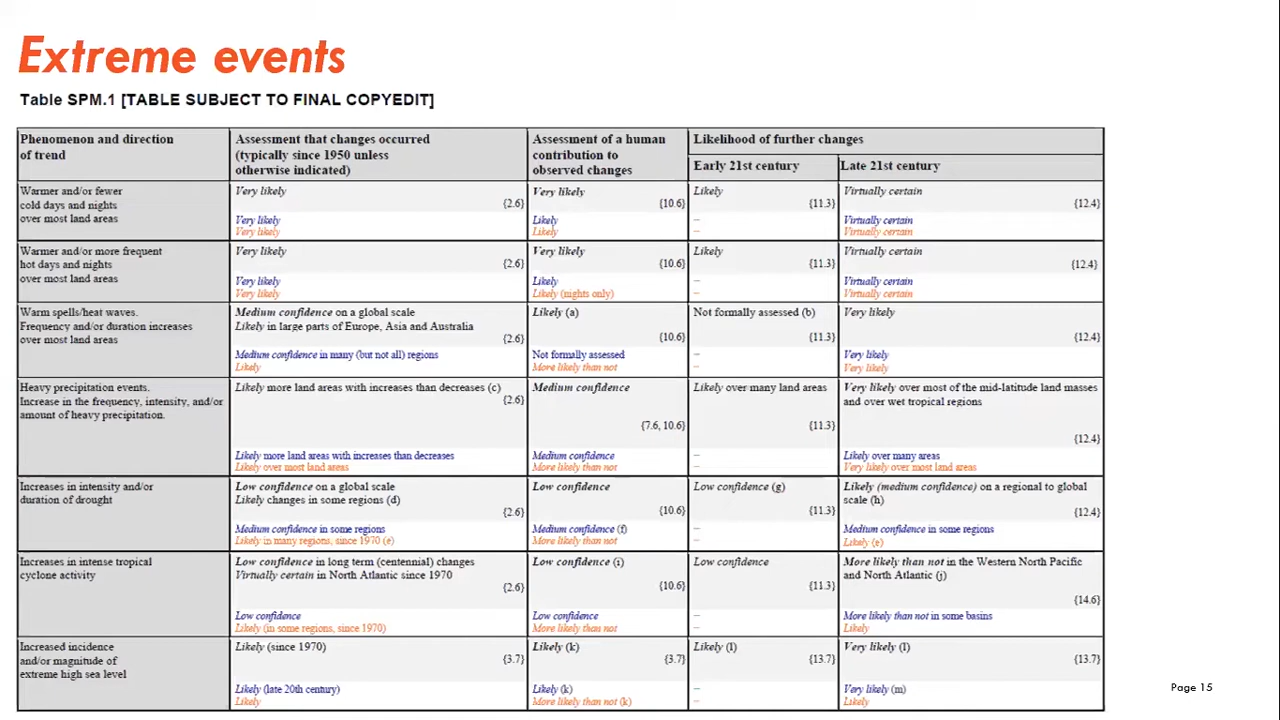 Extreme events
Table SPM.1 [TABLE SUBJECT TO FINAL COPYEDIT]
Phenomenon and direction
of trend
Assessment that changes occurred
(typically since 1950 unless
otherwise indicated)
Assessment of a human
contribution to
observed changes
Likelihood of further changes
Early 21st century
Late 21st century
Warmer and/or fewer
cold days and nights
over most land areas
Very likely
{2.6}
Very likely
Very likely
Very likely
{10.6}
Likely
Likely
Likely
{11.3}
–
–
Virtually certain
{12.4}
Virtually certain
Virtually certain
Warmer and/or more frequent
hot days and nights
over most land areas
Very likely
{2.6}
Very likely
Very likely
Very likely
{10.6}
Likely
Likely (nights only)
Likely
{11.3}
–
–
Virtually certain
{12.4}
Virtually certain
Virtually certain
Warm spells/heat waves.
Frequency and/or duration increases
over most land areas
Medium confidence on a global scale
Likely in large parts of Europe, Asia and Australia
{2.6}
Medium confidence in many (but not all) regions
Likely
Likely (a)
{10.6}
Not formally assessed
More likely than not
Not formally assessed (b)
{11.3}
–
–
Very likely
{12.4}
Very likely
Very likely
Heavy precipitation events.
Increase in the frequency, intensity, and/or
amount of heavy precipitation.
Likely more land areas with increases than decreases (c)
{2.6}
Likely more land areas with increases than decreases
Likely over most land areas
Medium confidence
{7.6, 10.6}
Medium confidence
More likely than not
Likely over many land areas
{11.3}
–
–
Very likely over most of the mid-latitude land masses
and over wet tropical regions
{12.4}
Likely over many areas
Very likely over most land areas
Increases in intensity and/or
duration of drought
Low confidence on a global scale
Likely changes in some regions (d)
{2.6}
Medium confidence in some regions
Likely in many regions, since 1970 (e)
Low confidence
{10.6}
Medium confidence (f)
More likely than not
Low confidence (g)
{11.3}
–
–
Likely (medium confidence) on a regional to global
scale (h)
{12.4}
Medium confidence in some regions
Likely (e)
Increases in intense tropical
cyclone activity
Low confidence in long term (centennial) changes
Virtually certain in North Atlantic since 1970
{2.6}
Low confidence
Likely (in some regions, since 1970)
Low confidence (i)
{10.6}
Low confidence
More likely than not
Low confidence
{11.3}
–
–
More likely than not in the Western North Pacific
and North Atlantic (j)
{14.6}
More likely than not in some basins
Likely
Increased incidence
and/or magnitude of
extreme high sea level
Likely (since 1970)
{3.7}
Likely (late 20th century)
Likely
Likely (k)
{3.7}
Likely (k)
More likely than not (k)
Likely (l)
{13.7}
–
–
Very likely (l)
{13.7}
Very likely (m)
Likely
Page 15